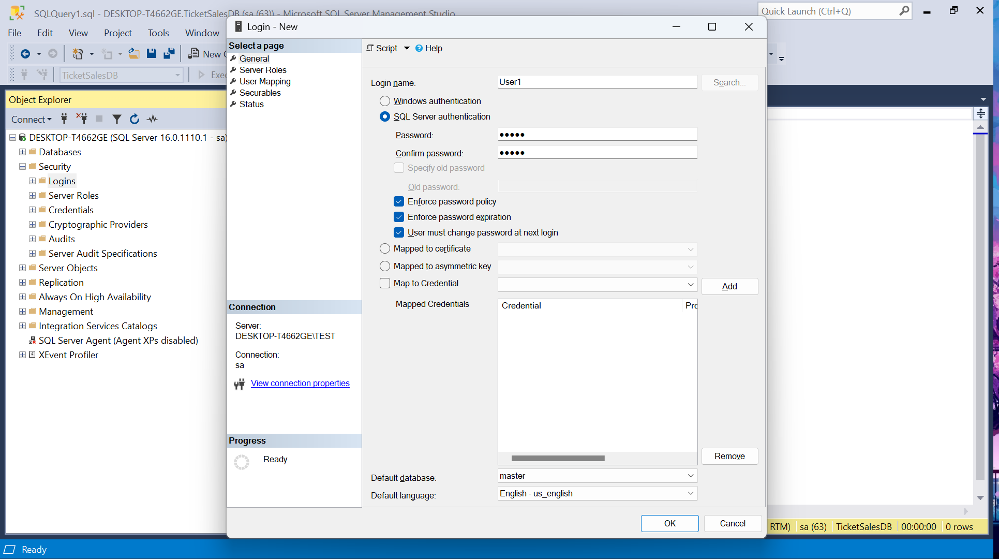 SQLQuery1.sql - DESKTOP-T4662GE.TicketSalesDB (sa (63)) - Microsoft SQL Server Management Studio
Quick Launch (Ctrl+Q)
File Edit View Project Tools Window
New
TicketSalesDB
Exe
Object Explorer
Connect
DESKTOP-T4662GE (SQL Server 16.0.1110.1 - sa)
Databases
Security
Logins
Server Roles
Credentials
Cryptographic Providers
Audits
Server Audit Specifications
Server Objects
Replication
Always On High Availability
Management
Integration Services Catalogs
SQL Server Agent (Agent XPs disabled)
XEvent Profiler
Login - New
Select a page
General
Server Roles
User Mapping
Securables
Status
Connection
Server:
DESKTOP-T4662GE\TEST
Connection:
sa
View connection properties
Progress
Ready
Script Help
Login name: User1 Search...
Windows authentication
SQL Server authentication
Password: ●●●●●
Confirm password: ●●●●●
Specify old password
Old password:
Enforce password policy
Enforce password expiration
User must change password at next login
Mapped to certificate
Mapped to asymmetric key
Map to Credential Add
Mapped Credentials Credential Pro
Remove
Default database: master
Default language: English - us_english
OK Cancel
RTM) sa (63) TicketSalesDB 00:00:00 0 rows
Ready